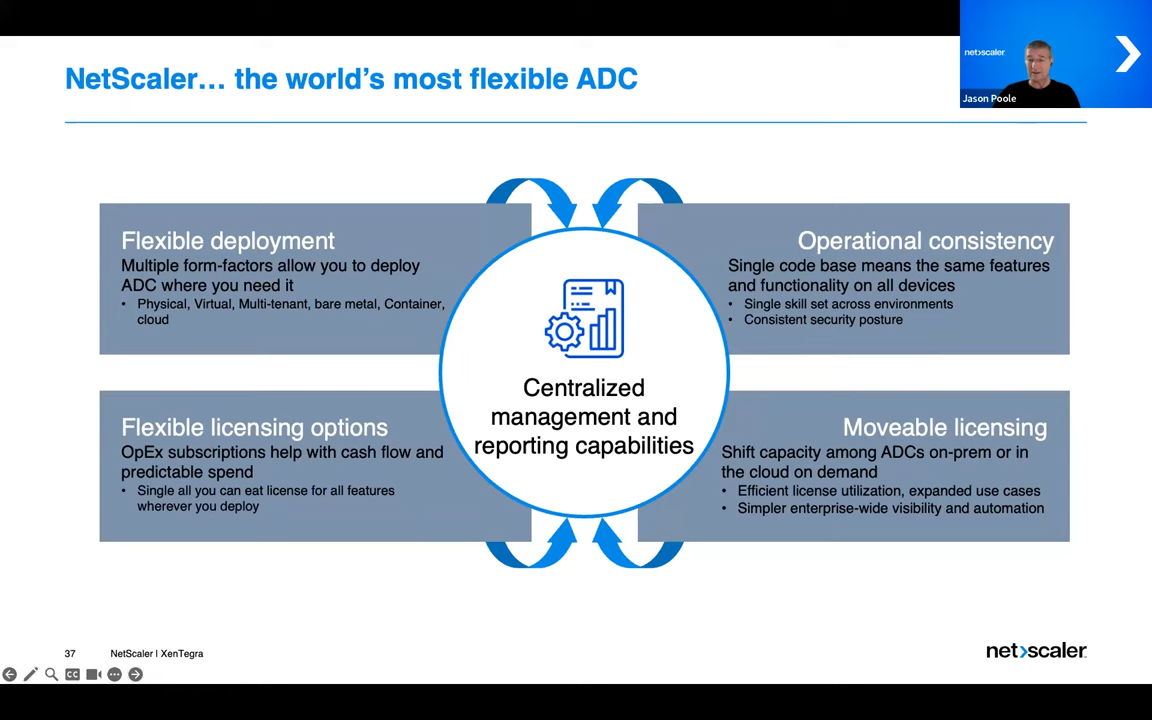 NetScaler… the world’s most flexible ADC
net>scaler
Jason Poole
Flexible deployment
Multiple form-factors allow you to deploy
ADC where you need it
• Physical, Virtual, Multi-tenant, bare metal, Container,
cloud
Operational consistency
Single code base means the same features
and functionality on all devices
• Single skill set across environments
• Consistent security posture
Centralized
management and
reporting capabilities
Flexible licensing options
OpEx subscriptions help with cash flow and
predictable spend
• Single all you can eat license for all features
wherever you deploy
Moveable licensing
Shift capacity among ADCs on-prem or in
the cloud on demand
• Efficient license utilization, expanded use cases
• Simpler enterprise-wide visibility and automation
37 NetScaler | XenTegra
net>scaler
CC